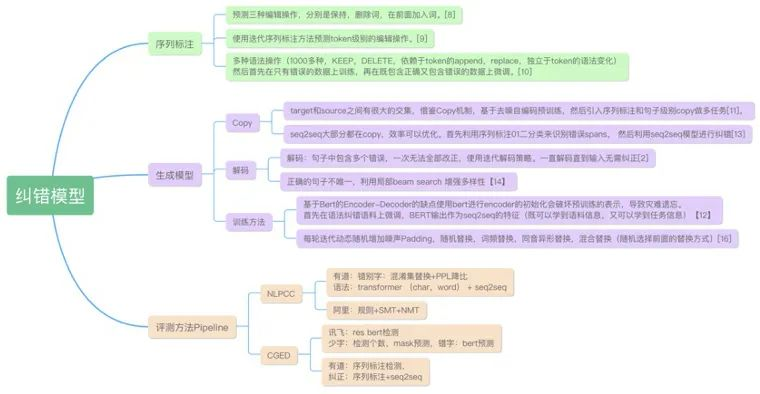 纠错模型
序列标注
预测三种编辑操作，分别是保持，删除词，在前面加入词。[8]
使用迭代序列标注方法预测token级别的编辑操作。[9]
多种语法操作（1000多种，KEEP，DELETE，依赖于token的append，replace，独立于token的语法变化）
然后首先在只有错误的数据上训练，再在既包含正确又包含错误的数据上微调。[10]
生成模型
Copy
target和source之间有很大的交集，借鉴Copy机制，基于去噪自编码预训练，然后引入序列标注和句子级别copy做多任务[11]。
seq2seq大部分都在copy，效率可以优化。首先利用序列标注01二分类来识别错误spans， 然后利用seq2seq模型进行纠错[13]
解码
解码：句子中包含多个错误，一次无法全部改正，使用迭代解码策略。一直解码直到输入无需纠正[2]
正确的句子不唯一，利用局部beam search 增强多样性【14】
训练方法
基于Bert的Encoder-Decoder的缺点使用bert进行encoder的初始化会破坏预训练的表示，导致灾难遗忘。
首先在语法纠错语料上微调，BERT输出作为seq2seq的特征（既可以学到语料信息，又可以学到任务信息）【12】
每轮迭代动态随机增加噪声Padding，随机替换，词频替换，同音异形替换，混合替换（随机选择前面的替换方式）[16]
评测方法Pipeline
NLPCC
有道：错别字：混淆集替换+PPL降比
语法：transformer （char，word） + seq2seq
阿里：规则+SMT+NMT
CGED
讯飞：res bert检测
少字：检测个数，mask预测，错字：bert预测
有道：序列标注检测，
纠正：序列标注+seq2seq